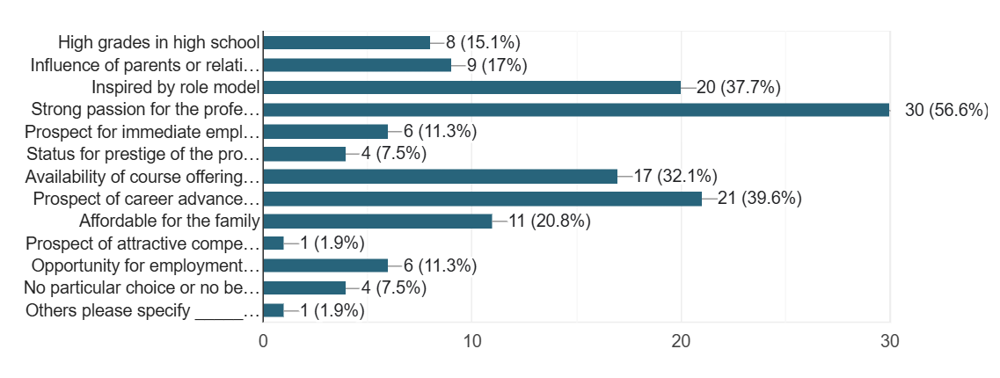 High grades in high school 8 (15.1%)
Influence of parents or relati… 9 (17%)
Inspired by role model 20 (37.7%)
Strong passion for the profe… 30 (56.6%)
Prospect for immediate empl… 6 (11.3%)
Status for prestige of the pro… 4 (7.5%)
Availability of course offering… 17 (32.1%)
Prospect of career advance… 21 (39.6%)
Affordable for the family 11 (20.8%)
Prospect of attractive compe… 1 (1.9%)
Opportunity for employment… 6 (11.3%)
No particular choice or no be… 4 (7.5%)
Others please specify _____… 1 (1.9%)
0 10 20 30